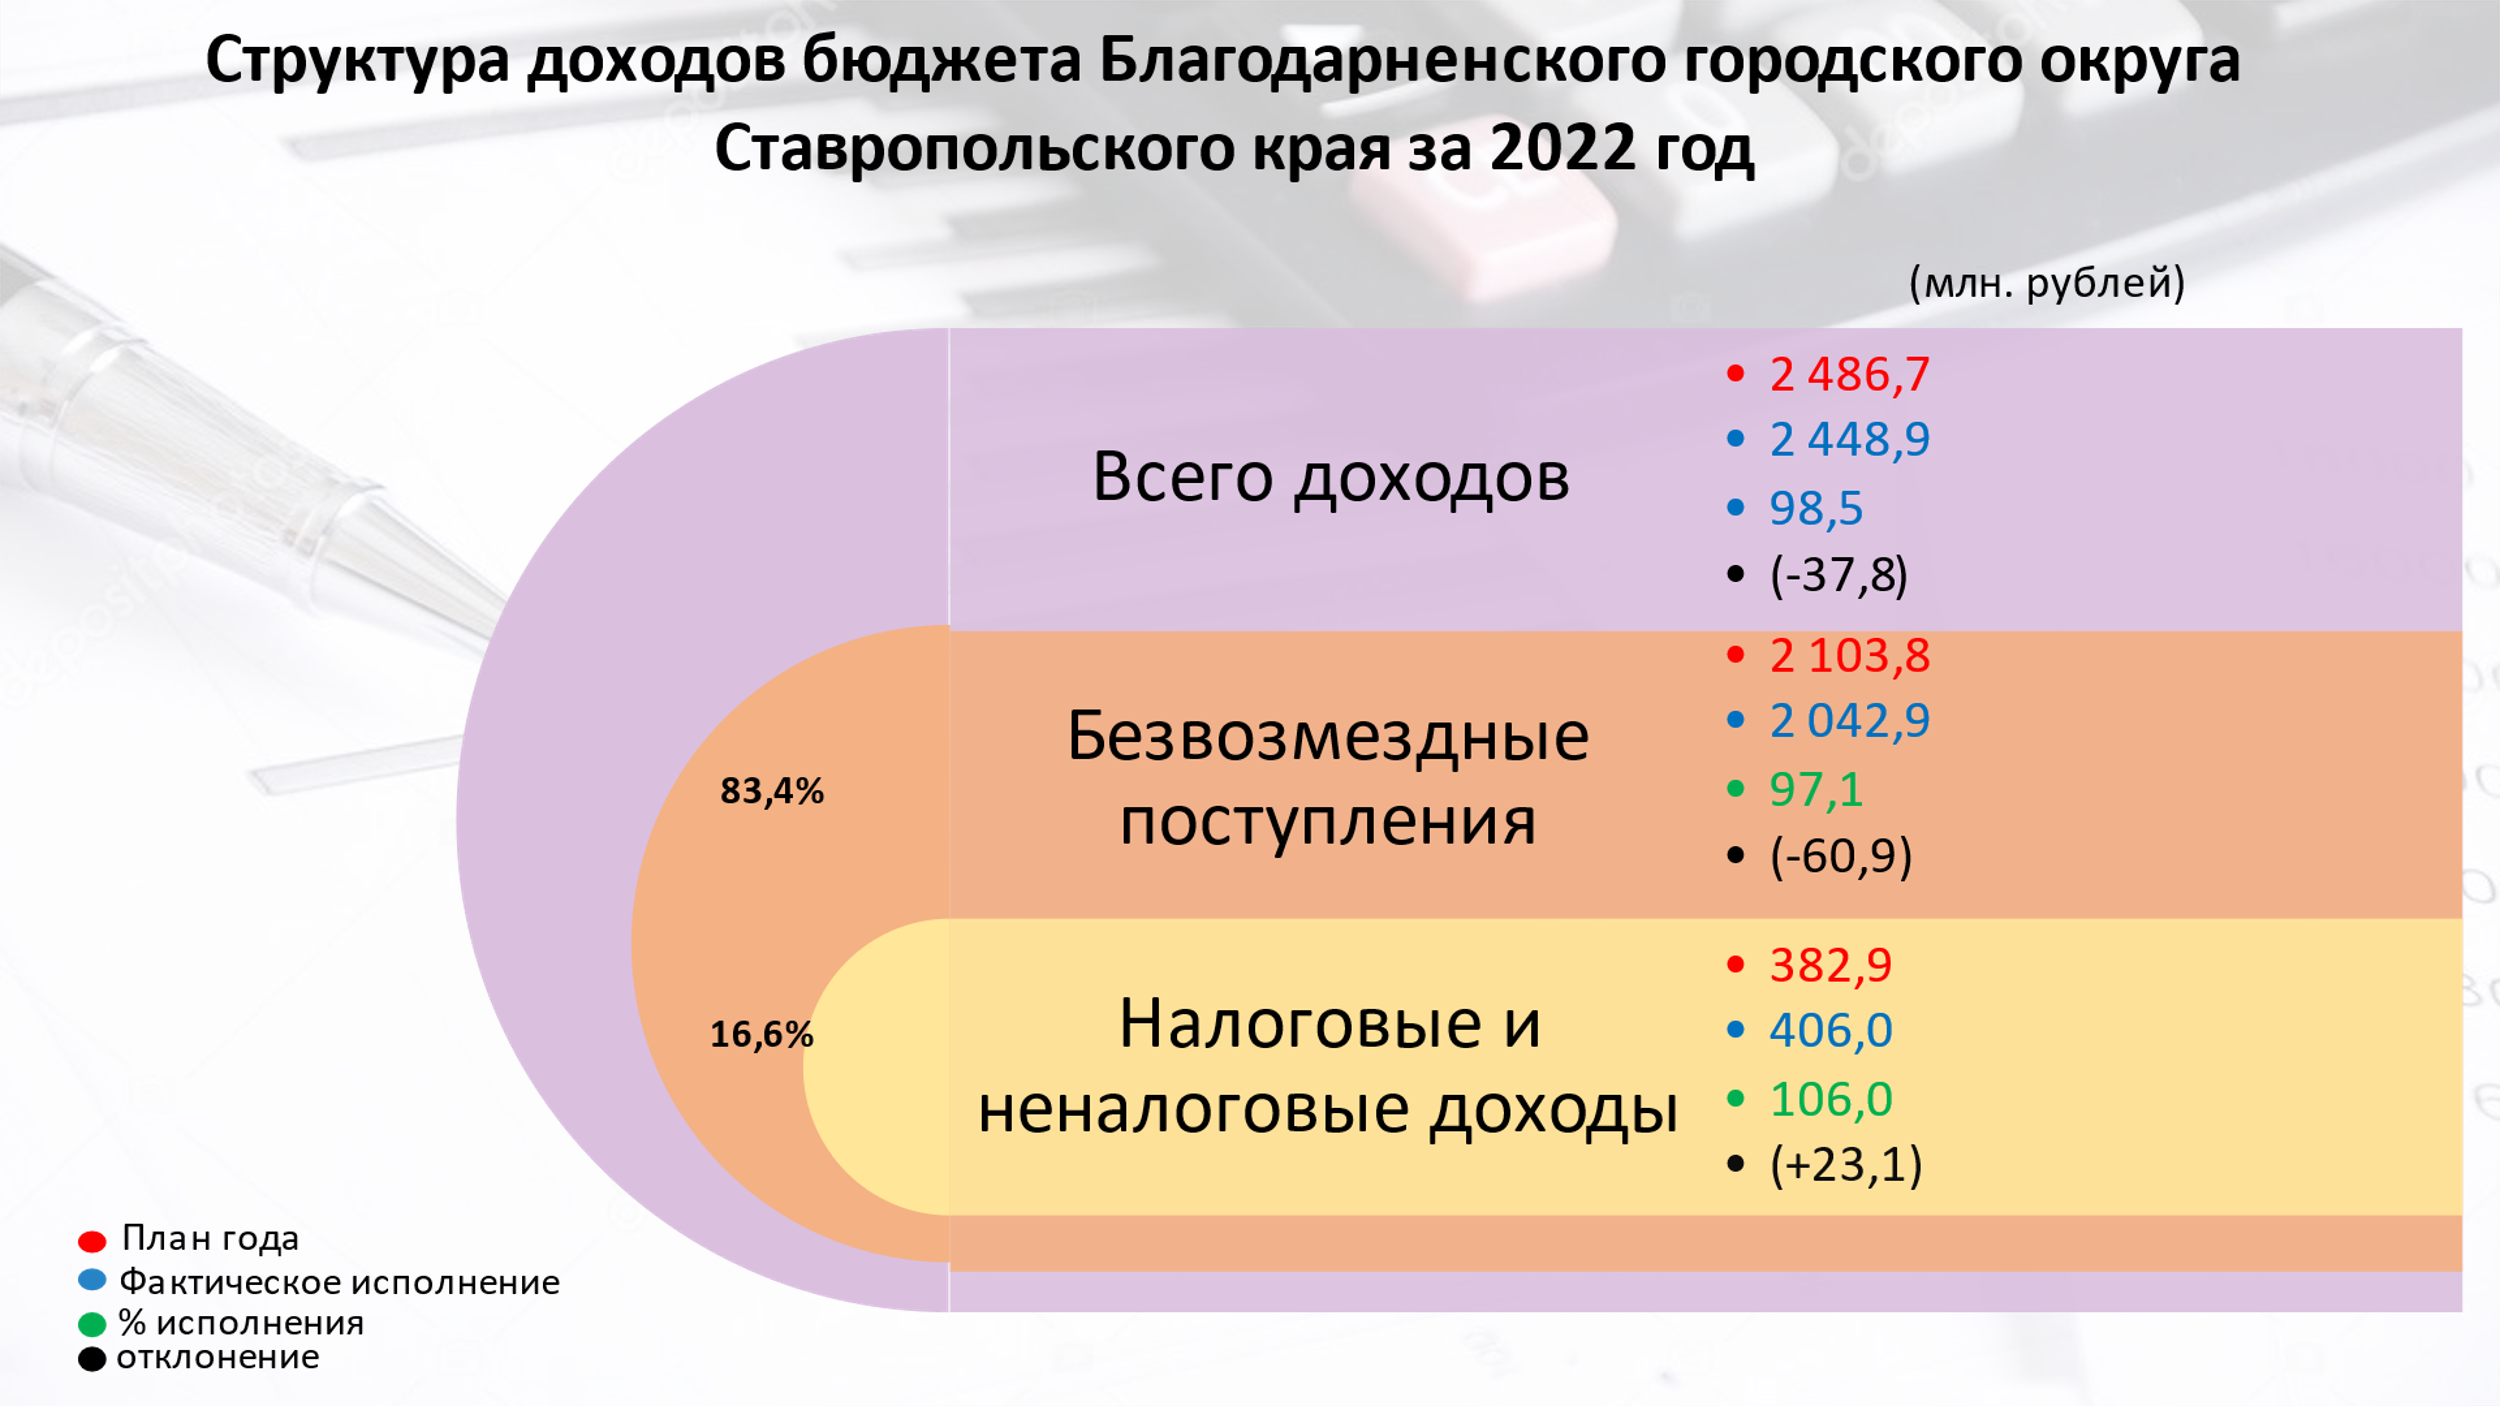 Структура доходов бюджета Благодарненского городского округа
Ставропольского края за 2022 год
(млн. рублей)
Всего доходов
• 2 486,7
• 2 448,9
• 98,5
• (-37,8)
83,4%
Безвозмездные
поступления
• 2 103,8
• 2 042,9
• 97,1
• (-60,9)
16,6%
Налоговые и
неналоговые доходы
• 382,9
• 406,0
• 106,0
• (+23,1)
План года
Фактическое исполнение
% исполнения
отклонение